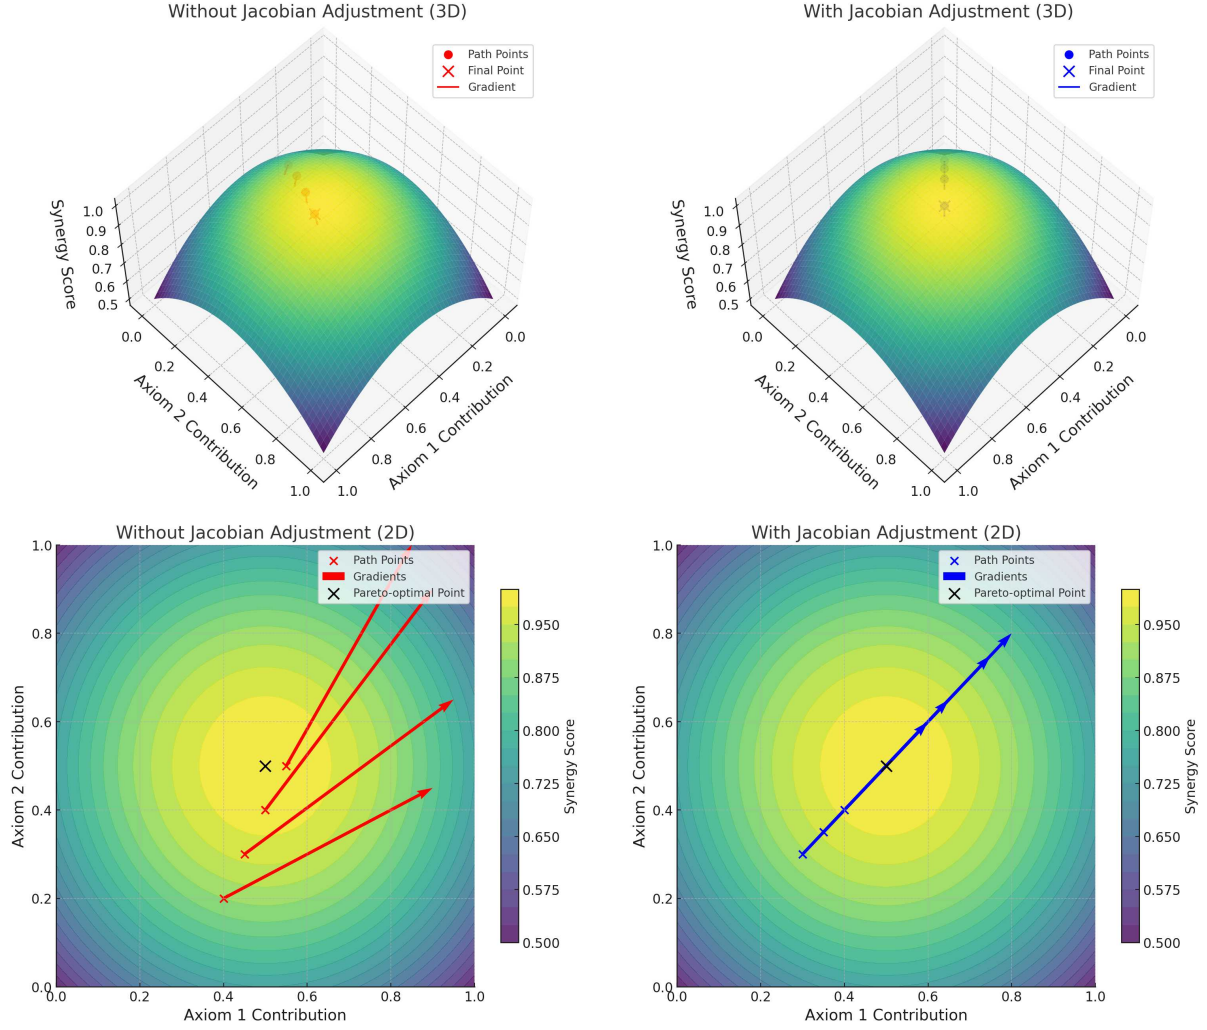 Without Jacobian Adjustment (3D)
Path Points
Final Point
Gradient
Synergy Score
1.0
0.9
0.8
0.7
0.6
0.5
0.0
0.2
0.4
0.6
0.8
1.0
Axiom 2 Contribution
0.0
0.2
0.4
0.6
0.8
1.0
Axiom 1 Contribution
With Jacobian Adjustment (3D)
Path Points
Final Point
Gradient
Synergy Score
1.0
0.9
0.8
0.7
0.6
0.5
0.0
0.2
0.4
0.6
0.8
1.0
Axiom 2 Contribution
0.0
0.2
0.4
0.6
0.8
1.0
Axiom 1 Contribution
Without Jacobian Adjustment (2D)
Path Points
Gradients
Pareto-optimal Point
Axiom 2 Contribution
1.0
0.8
0.6
0.4
0.2
0.0
0.0 0.2 0.4 0.6 0.8 1.0
Axiom 1 Contribution
0.950
0.875
0.800
0.725
0.650
0.575
0.500
Synergy Score
With Jacobian Adjustment (2D)
Path Points
Gradients
Pareto-optimal Point
Axiom 2 Contribution
1.0
0.8
0.6
0.4
0.2
0.0
0.0 0.2 0.4 0.6 0.8 1.0
Axiom 1 Contribution
0.950
0.875
0.800
0.725
0.650
0.575
0.500
Synergy Score